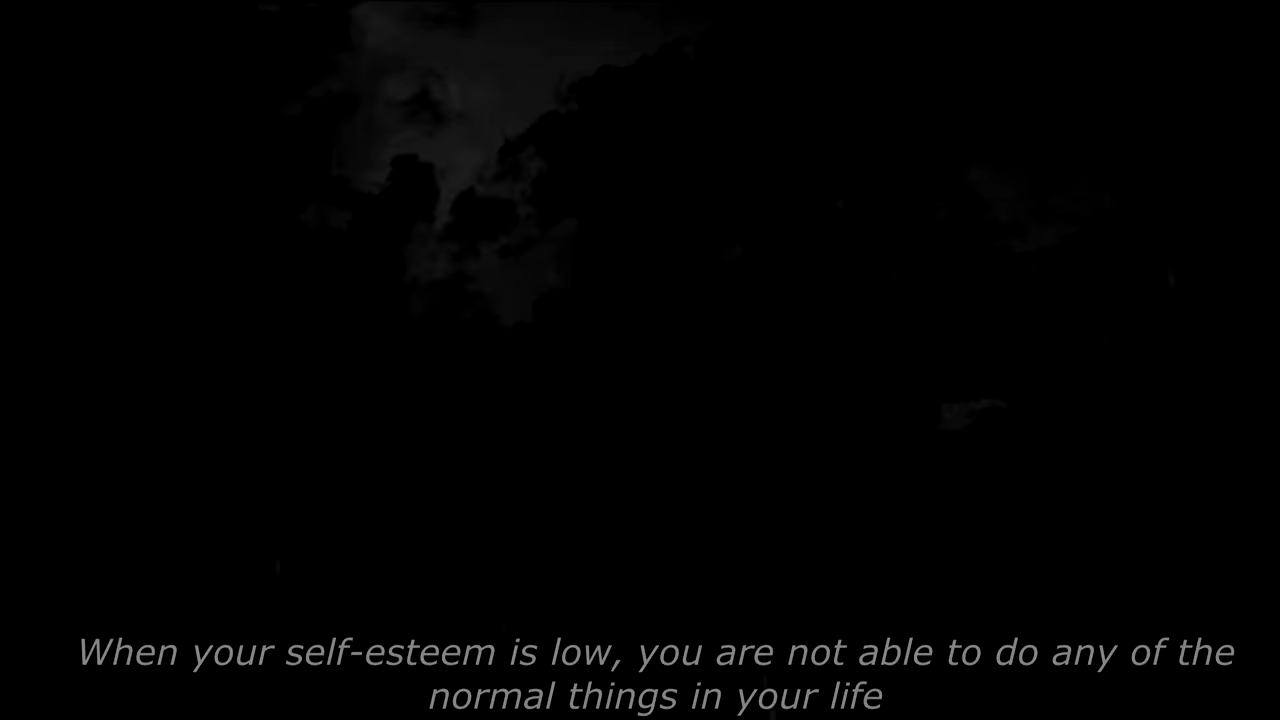 When your self-esteem is low, you are not able to do any of the
normal things in your life